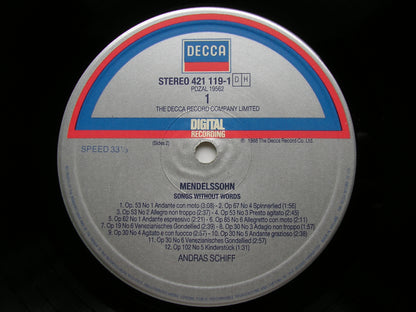 DECCA
STEREO 421 119-1 DH
PDZAL 19562
1
THE DECCA RECORD COMPANY LIMITED
DIGITAL
RECORDING
SPEED 33⅓
(Sides 2)
℗ 1988 The Decca Record Co. Ltd.
MENDELSSOHN
SONGS WITHOUT WORDS
1. Op. 53 No 1 Andante con moto (3:08) - 2. Op 67 No 4 Spinnerlied (1:56)
3. Op 53 No 2 Allegro non troppo (2:37) - 4. Op 53 No 3 Presto agitato (2:45)
5. Op 62 No 1 Andante espressivo (2:21) - 6. Op 85 No 6 Allegretto con moto (2:01)
7. Op 19 No 6 Venezianisches Gondellied (2:39) - 8. Op 30 No 3 Adagio non troppo (1:51)
9. Op 30 No 4 Agitato e con fuoco (2:57) - 10. Op 30 No 5 Andante grazioso (2:38)
11. Op 30 No 6 Venezianisches Gondellied (2:57)
12. Op 102 No 5 Kinderstück (1:31)
ANDRAS SCHIFF